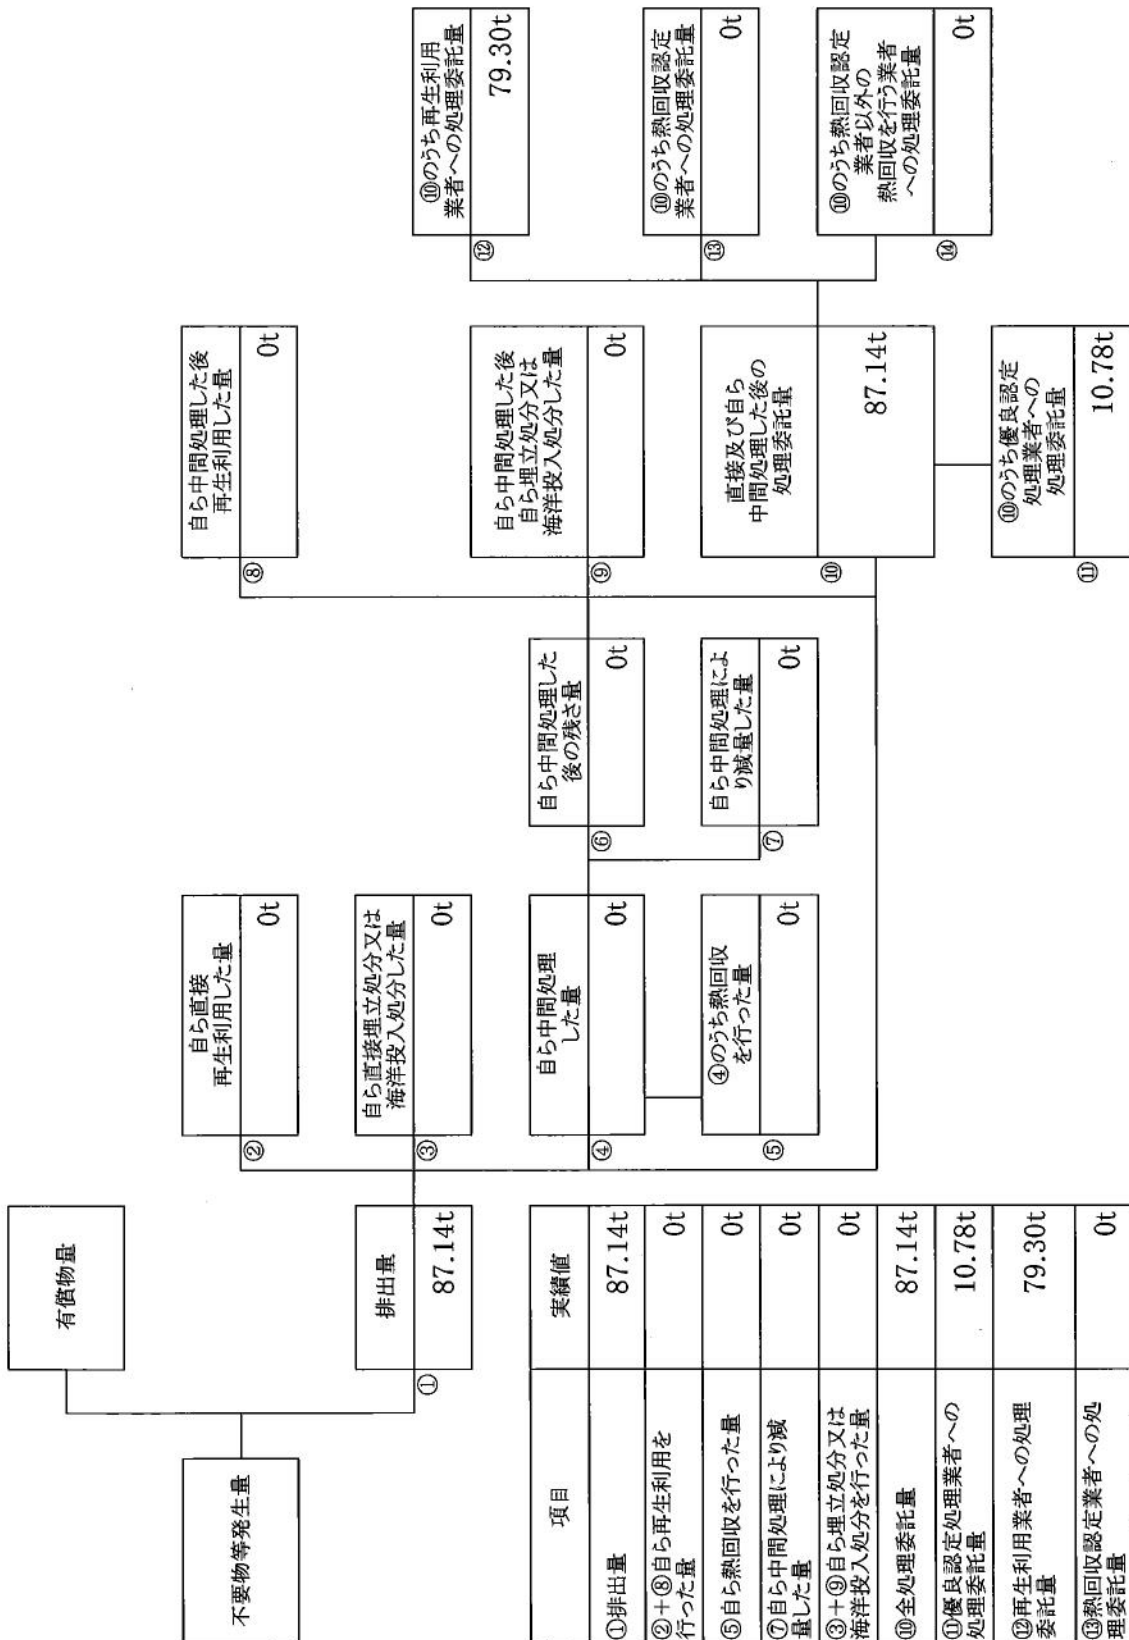 不要物等発生量
有償物量
①
排出量
87.14t
②
自ら直接
再生利用した量
0t
③
自ら直接埋立処分又は
海洋投入処分した量
0t
④
自ら中間処理
した量
0t
⑤
④のうち熱回収
を行った量
0t
⑥
自ら中間処理した
後の残さ量
0t
⑦
自ら中間処理によ
り減量した量
0t
⑧
自ら中間処理した後
再生利用した量
0t
⑨
自ら中間処理した後
自ら埋立処分又は
海洋投入処分した量
0t
⑩
直接及び自ら
中間処理した後の
処理委託量
87.14t
⑪
⑩のうち優良認定
処理業者への
処理委託量
10.78t
⑫
⑩のうち再生利用
業者への処理委託量
79.30t
⑬
⑩のうち熱回収認定
業者への処理委託量
0t
⑭
⑩のうち熱回収認定
業者以外の
熱回収を行う業者
への処理委託量
0t
項目 実績値
①排出量 87.14t
②+⑧自ら再生利用を
行った量 0t
⑤自ら熱回収を行った量 0t
⑦自ら中間処理により減
量した量 0t
③+⑨自ら埋立処分又は
海洋投入処分を行った量 0t
⑩全処理委託量 87.14t
⑪優良認定処理業者への
処理委託量 10.78t
⑫再生利用業者への処理
委託量 79.30t
⑬熱回収認定業者への処
理委託量 0t